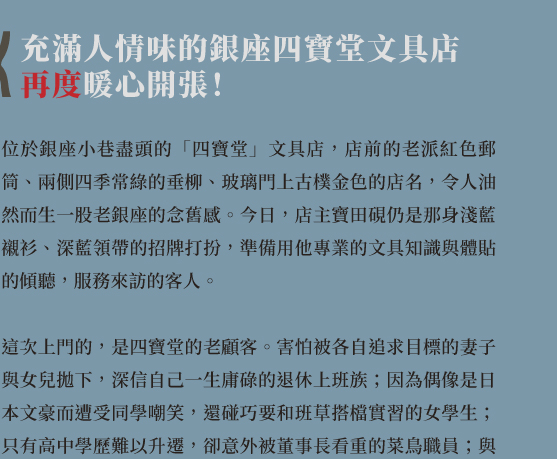 充滿人情味的銀座四寶堂文具店
再度暖心開張！
位於銀座小巷盡頭的「四寶堂」文具店，店前的老派紅色郵
筒、兩側四季常綠的垂柳、玻璃門上古樸金色的店名，令人油
然而生一股老銀座的念舊感。今日，店主寶田硯仍是那身淺藍
襯衫、深藍領帶的招牌打扮，準備用他專業的文具知識與體貼
的傾聽，服務來訪的客人。
這次上門的，是四寶堂的老顧客。害怕被各自追求目標的妻子
與女兒拋下，深信自己一生庸碌的退休上班族；因為偶像是日
本文豪而遭受同學嘲笑，還碰巧要和班草搭檔實習的女學生；
只有高中學歷難以升遷，卻意外被董事長看重的菜鳥職員；與